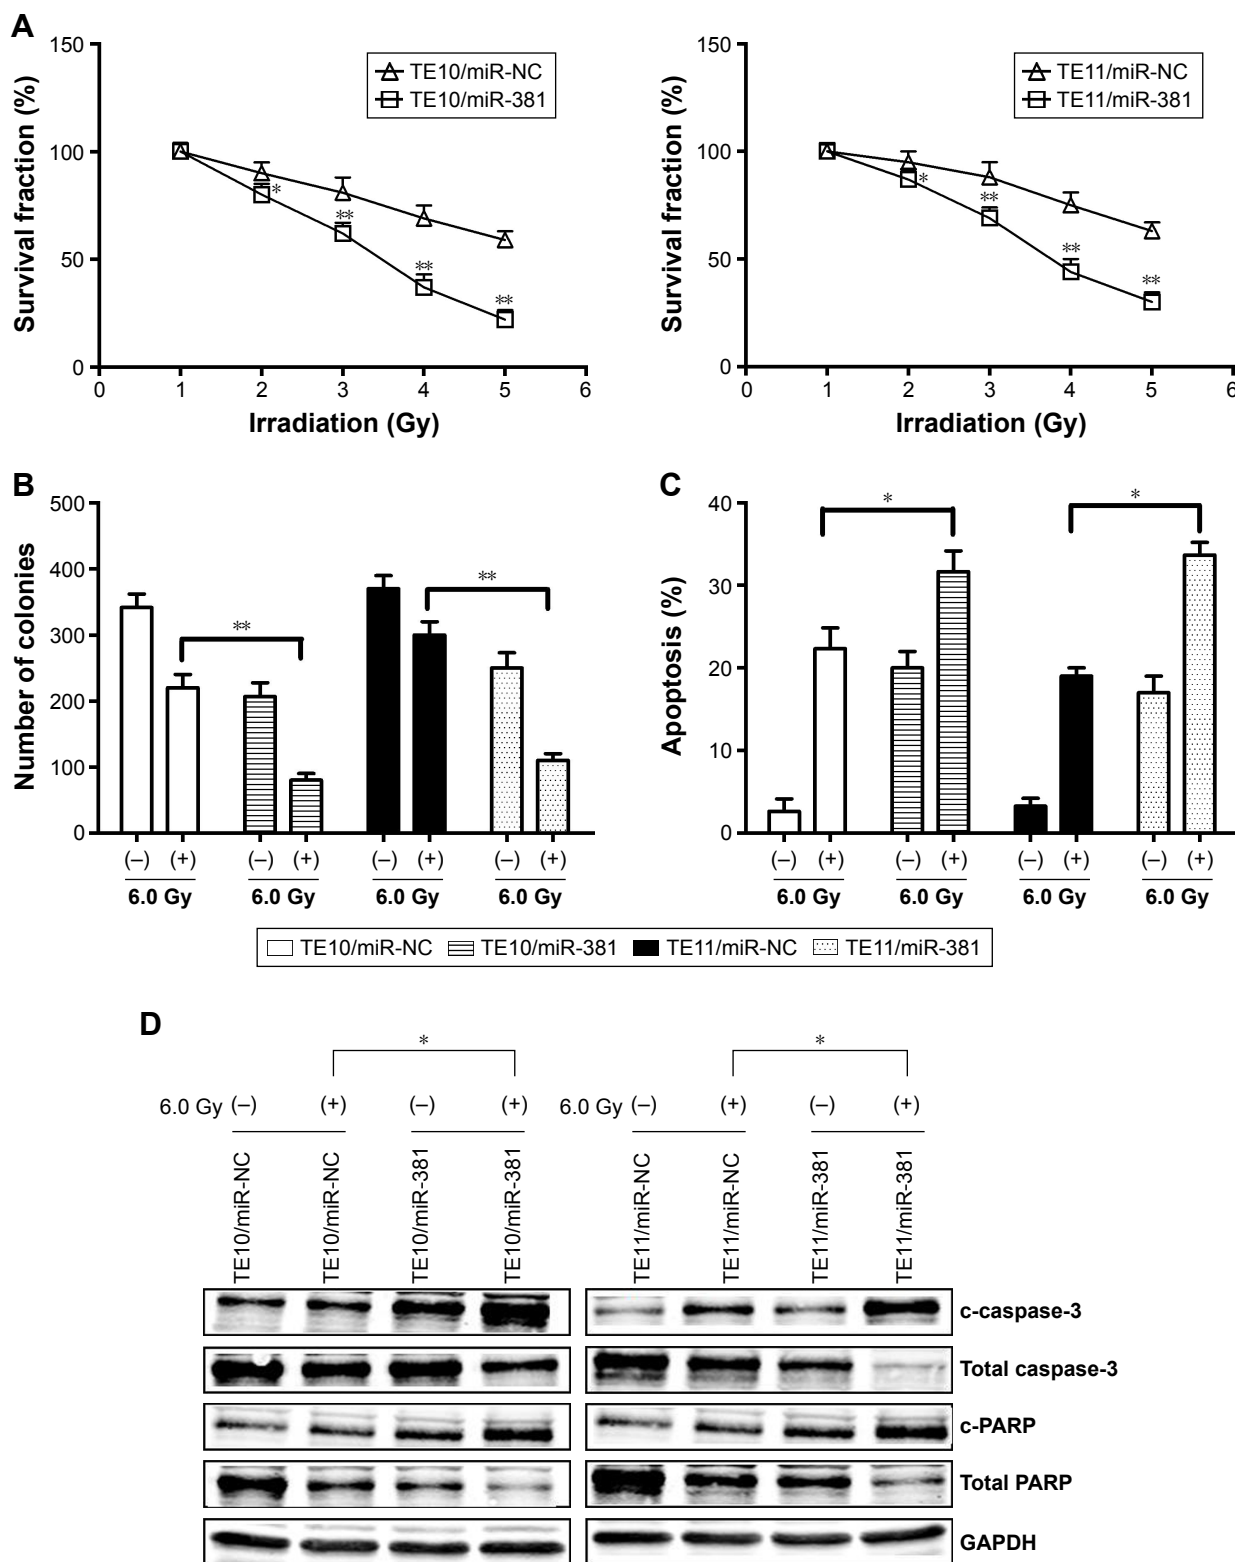 A
150
100
50
0
Survival fraction (%)
TE10/miR-NC
TE10/miR-381
*
**
**
**
0 1 2 3 4 5 6
Irradiation (Gy)
150
100
50
0
Survival fraction (%)
TE11/miR-NC
TE11/miR-381
*
**
**
**
0 1 2 3 4 5 6
Irradiation (Gy)
B
500
400
300
200
100
0
Number of colonies
**
**
(–) (+) (–) (+) (–) (+) (–) (+)
6.0 Gy 6.0 Gy 6.0 Gy 6.0 Gy
C
40
30
20
10
0
Apoptosis (%)
*
*
(–) (+) (–) (+) (–) (+) (–) (+)
6.0 Gy 6.0 Gy 6.0 Gy 6.0 Gy
TE10/miR-NC TE10/miR-381 TE11/miR-NC TE11/miR-381
D
* *
6.0 Gy (–) (+) (–) (+) 6.0 Gy (–) (+) (–) (+)
TE10/miR-NC
TE10/miR-NC
TE10/miR-381
TE10/miR-381
TE11/miR-NC
TE11/miR-NC
TE11/miR-381
TE11/miR-381
c-caspase-3
Total caspase-3
c-PARP
Total PARP
GAPDH